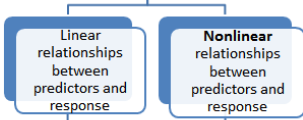 Linear
relationships
between
predictors and
response
Nonlinear
relationships
between
predictors and
response